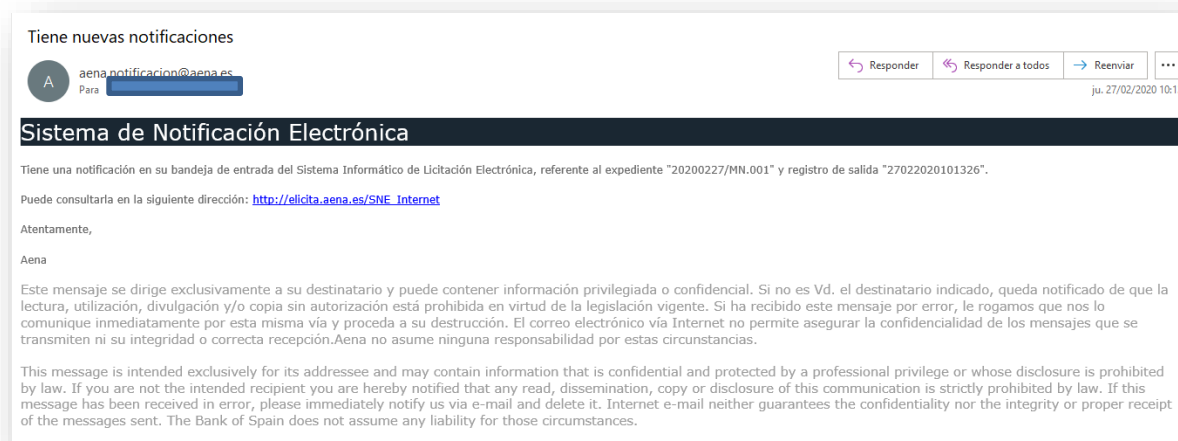 Tiene nuevas notificaciones
A
aena.notificacion@aena.es
Para
Responder
Responder a todos
Reenviar
ju. 27/02/2020 10:1
Sistema de Notificación Electrónica
Tiene una notificación en su bandeja de entrada del Sistema Informático de Licitación Electrónica, referente al expediente "20200227/MN.001" y registro de salida "27022020101326".
Puede consultarla en la siguiente dirección: http://elicita.aena.es/SNE_Internet
Atentamente,
Aena
Este mensaje se dirige exclusivamente a su destinatario y puede contener información privilegiada o confidencial. Si no es Vd. el destinatario indicado, queda notificado de que la
lectura, utilización, divulgación y/o copia sin autorización está prohibida en virtud de la legislación vigente. Si ha recibido este mensaje por error, le rogamos que nos lo
comunique inmediatamente por esta misma vía y proceda a su destrucción. El correo electrónico vía Internet no permite asegurar la confidencialidad de los mensajes que se
transmiten ni su integridad o correcta recepción.Aena no asume ninguna responsabilidad por estas circunstancias.
This message is intended exclusively for its addressee and may contain information that is confidential and protected by a professional privilege or whose disclosure is prohibited
by law. If you are not the intended recipient you are hereby notified that any read, dissemination, copy or disclosure of this communication is strictly prohibited by law. If this
message has been received in error, please immediately notify us via e-mail and delete it. Internet e-mail neither guarantees the confidentiality nor the integrity or proper receipt
of the messages sent. The Bank of Spain does not assume any liability for those circumstances.